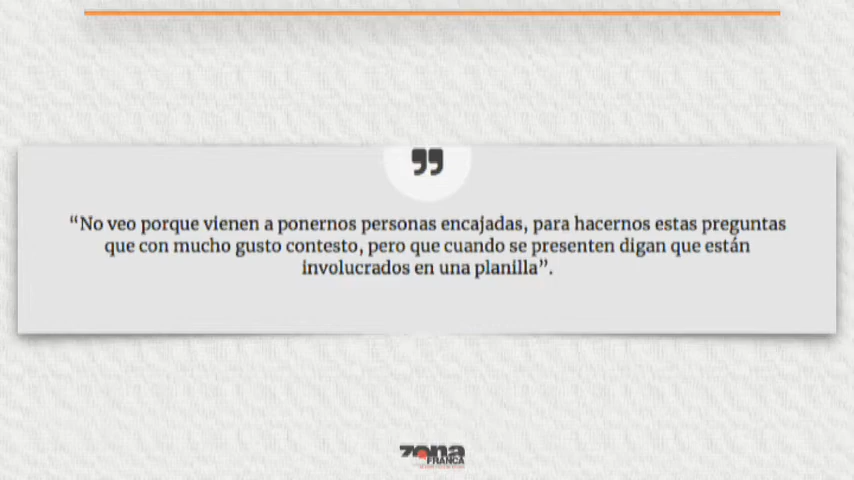 “No veo porque vienen a ponernos personas encajadas, para hacernos estas preguntas
que con mucho gusto contesto, pero que cuando se presenten digan que están
involucrados en una planilla”.
zona
FRANCA